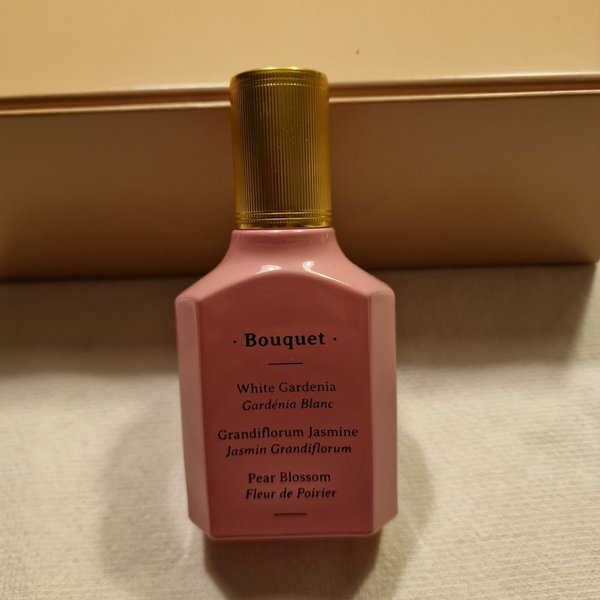 · Bouquet ·
White Gardenia
Gardénia Blanc
Grandiflorum Jasmine
Jasmin Grandiflorum
Pear Blossom
Fleur de Poirier